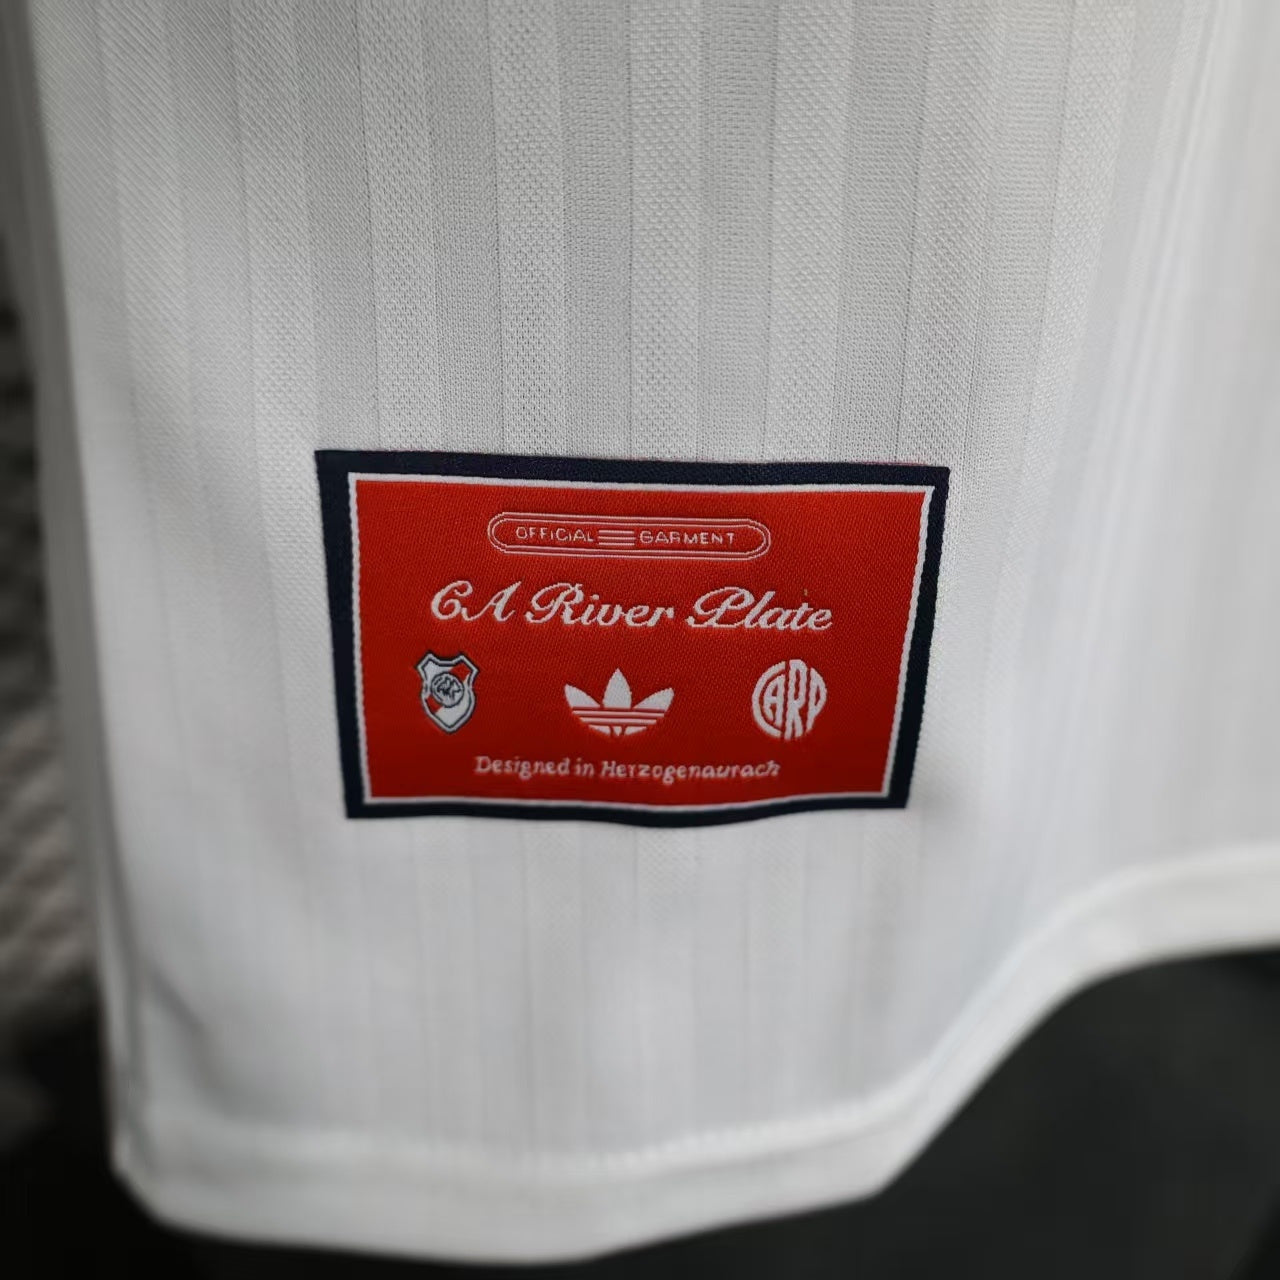 OFFICIAL GARMENT
CA River Plate
CARP
Designed in Herzogenaurach